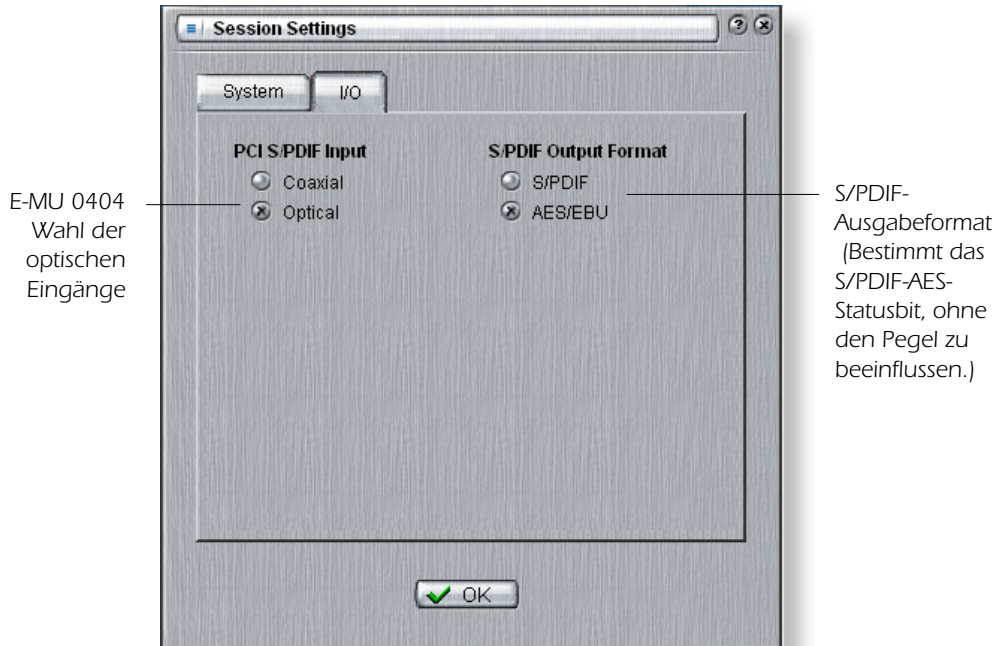 Session Settings
System
I/O
PCI S/PDIF Input
Coaxial
Optical
S/PDIF Output Format
S/PDIF
AES/EBU
E-MU 0404
Wahl der
optischen
Eingänge
S/PDIF-
Ausgabeformat
(Bestimmt das
S/PDIF-AES-
Statusbit, ohne
den Pegel zu
beeinflussen.)
OK